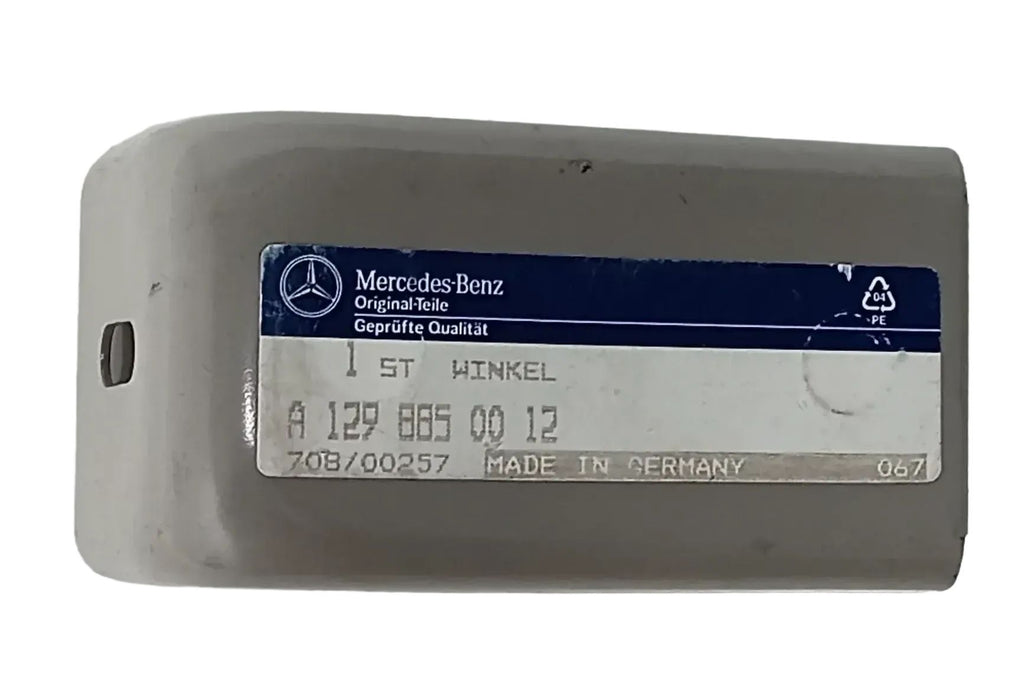 Mercedes-Benz
Original-Teile
Geprüfte Qualität
04
PE
1 ST WINKEL
A 129 885 00 12
708/00257 MADE IN GERMANY 067